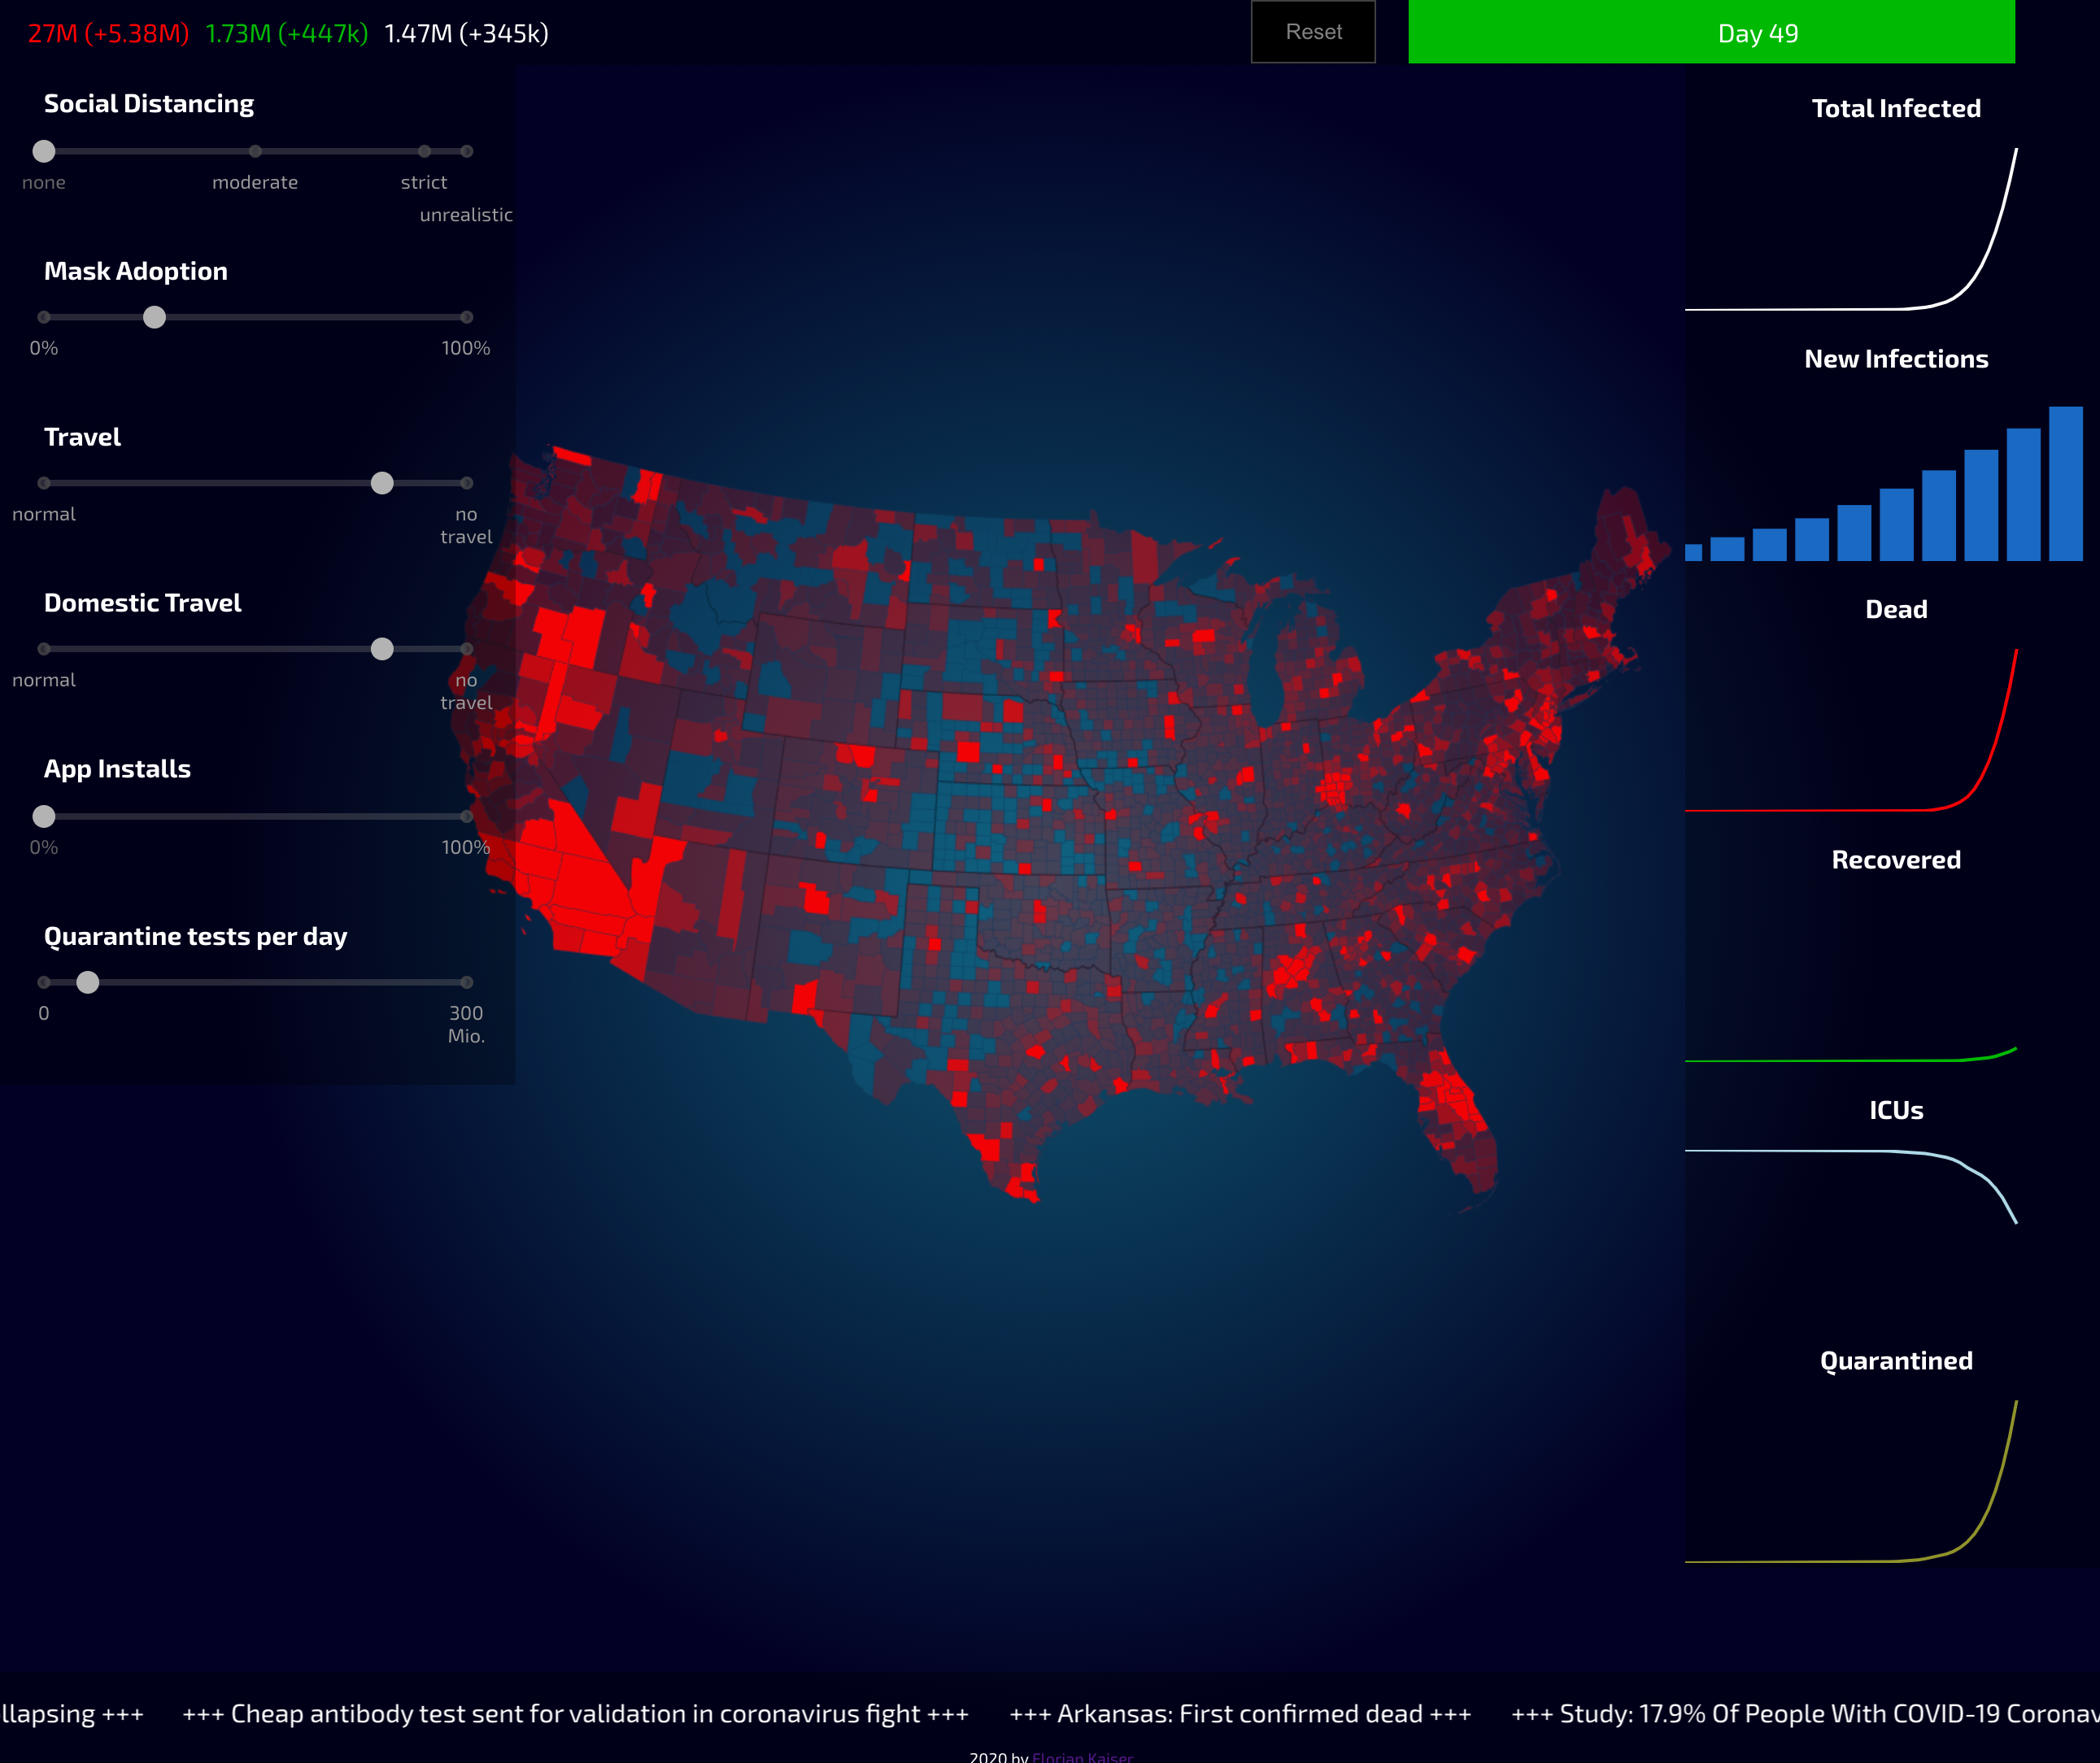 27M (+5.38M) 1.73M (+447k) 1.47M (+345k)
Reset
Day 49
Social Distancing
none
moderate
strict
unrealistic
Mask Adoption
0%
100%
Travel
normal
no
travel
Domestic Travel
normal
no
travel
App Installs
0%
100%
Quarantine tests per day
0
300
Mio.
Total Infected
New Infections
Dead
Recovered
ICUs
Quarantined
llapsing +++ +++ Cheap antibody test sent for validation in coronavirus fight +++ +++ Arkansas: First confirmed dead +++ +++ Study: 17.9% Of People With COVID-19 Coronav
2020 by Florian Kaiser